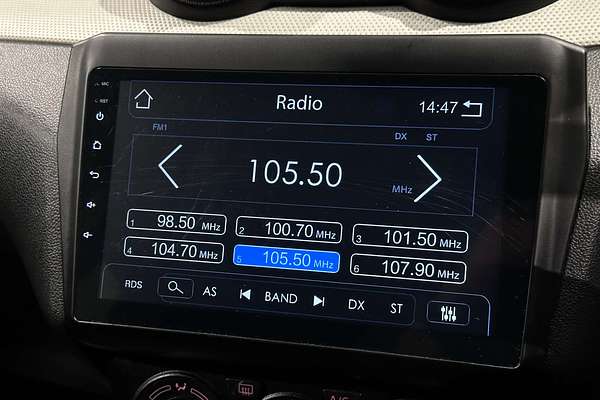 MIC
Radio
14:47
RST
FM1
DX ST
105.50 MHz
1 98.50 MHz
2 100.70 MHz
3 101.50 MHz
4 104.70 MHz
5 105.50 MHz
6 107.90 MHz
RDS AS BAND DX ST
A/C